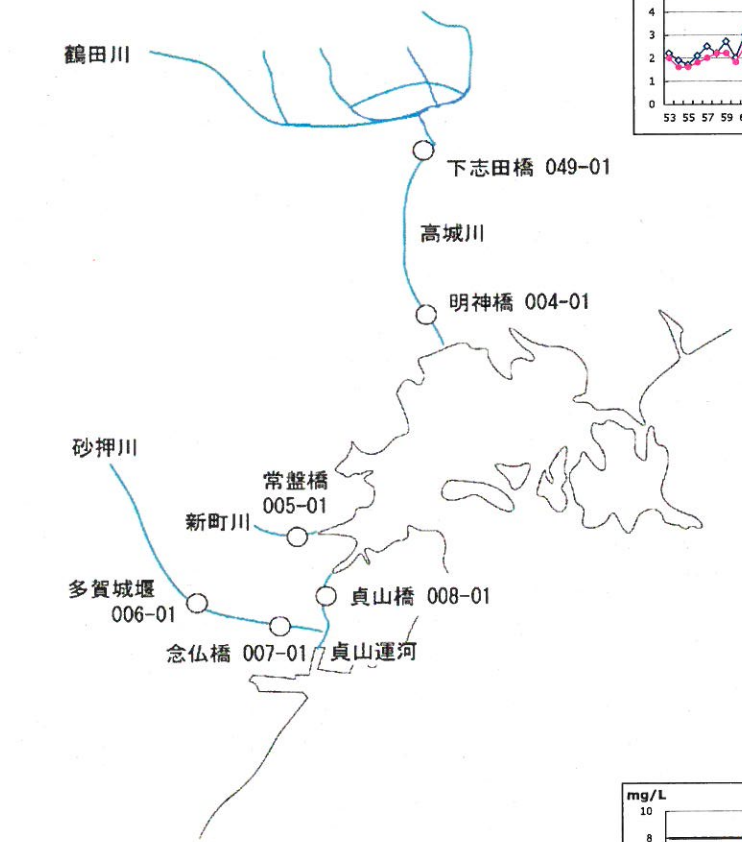 鶴田川
4
3
2
1
0
53 55 57 59
下志田橋 049-01
高城川
明神橋 004-01
砂押川
常盤橋
005-01
新町川
多賀城堰
006-01
貞山橋 008-01
念仏橋 007-01
貞山運河
mg/L
10
8